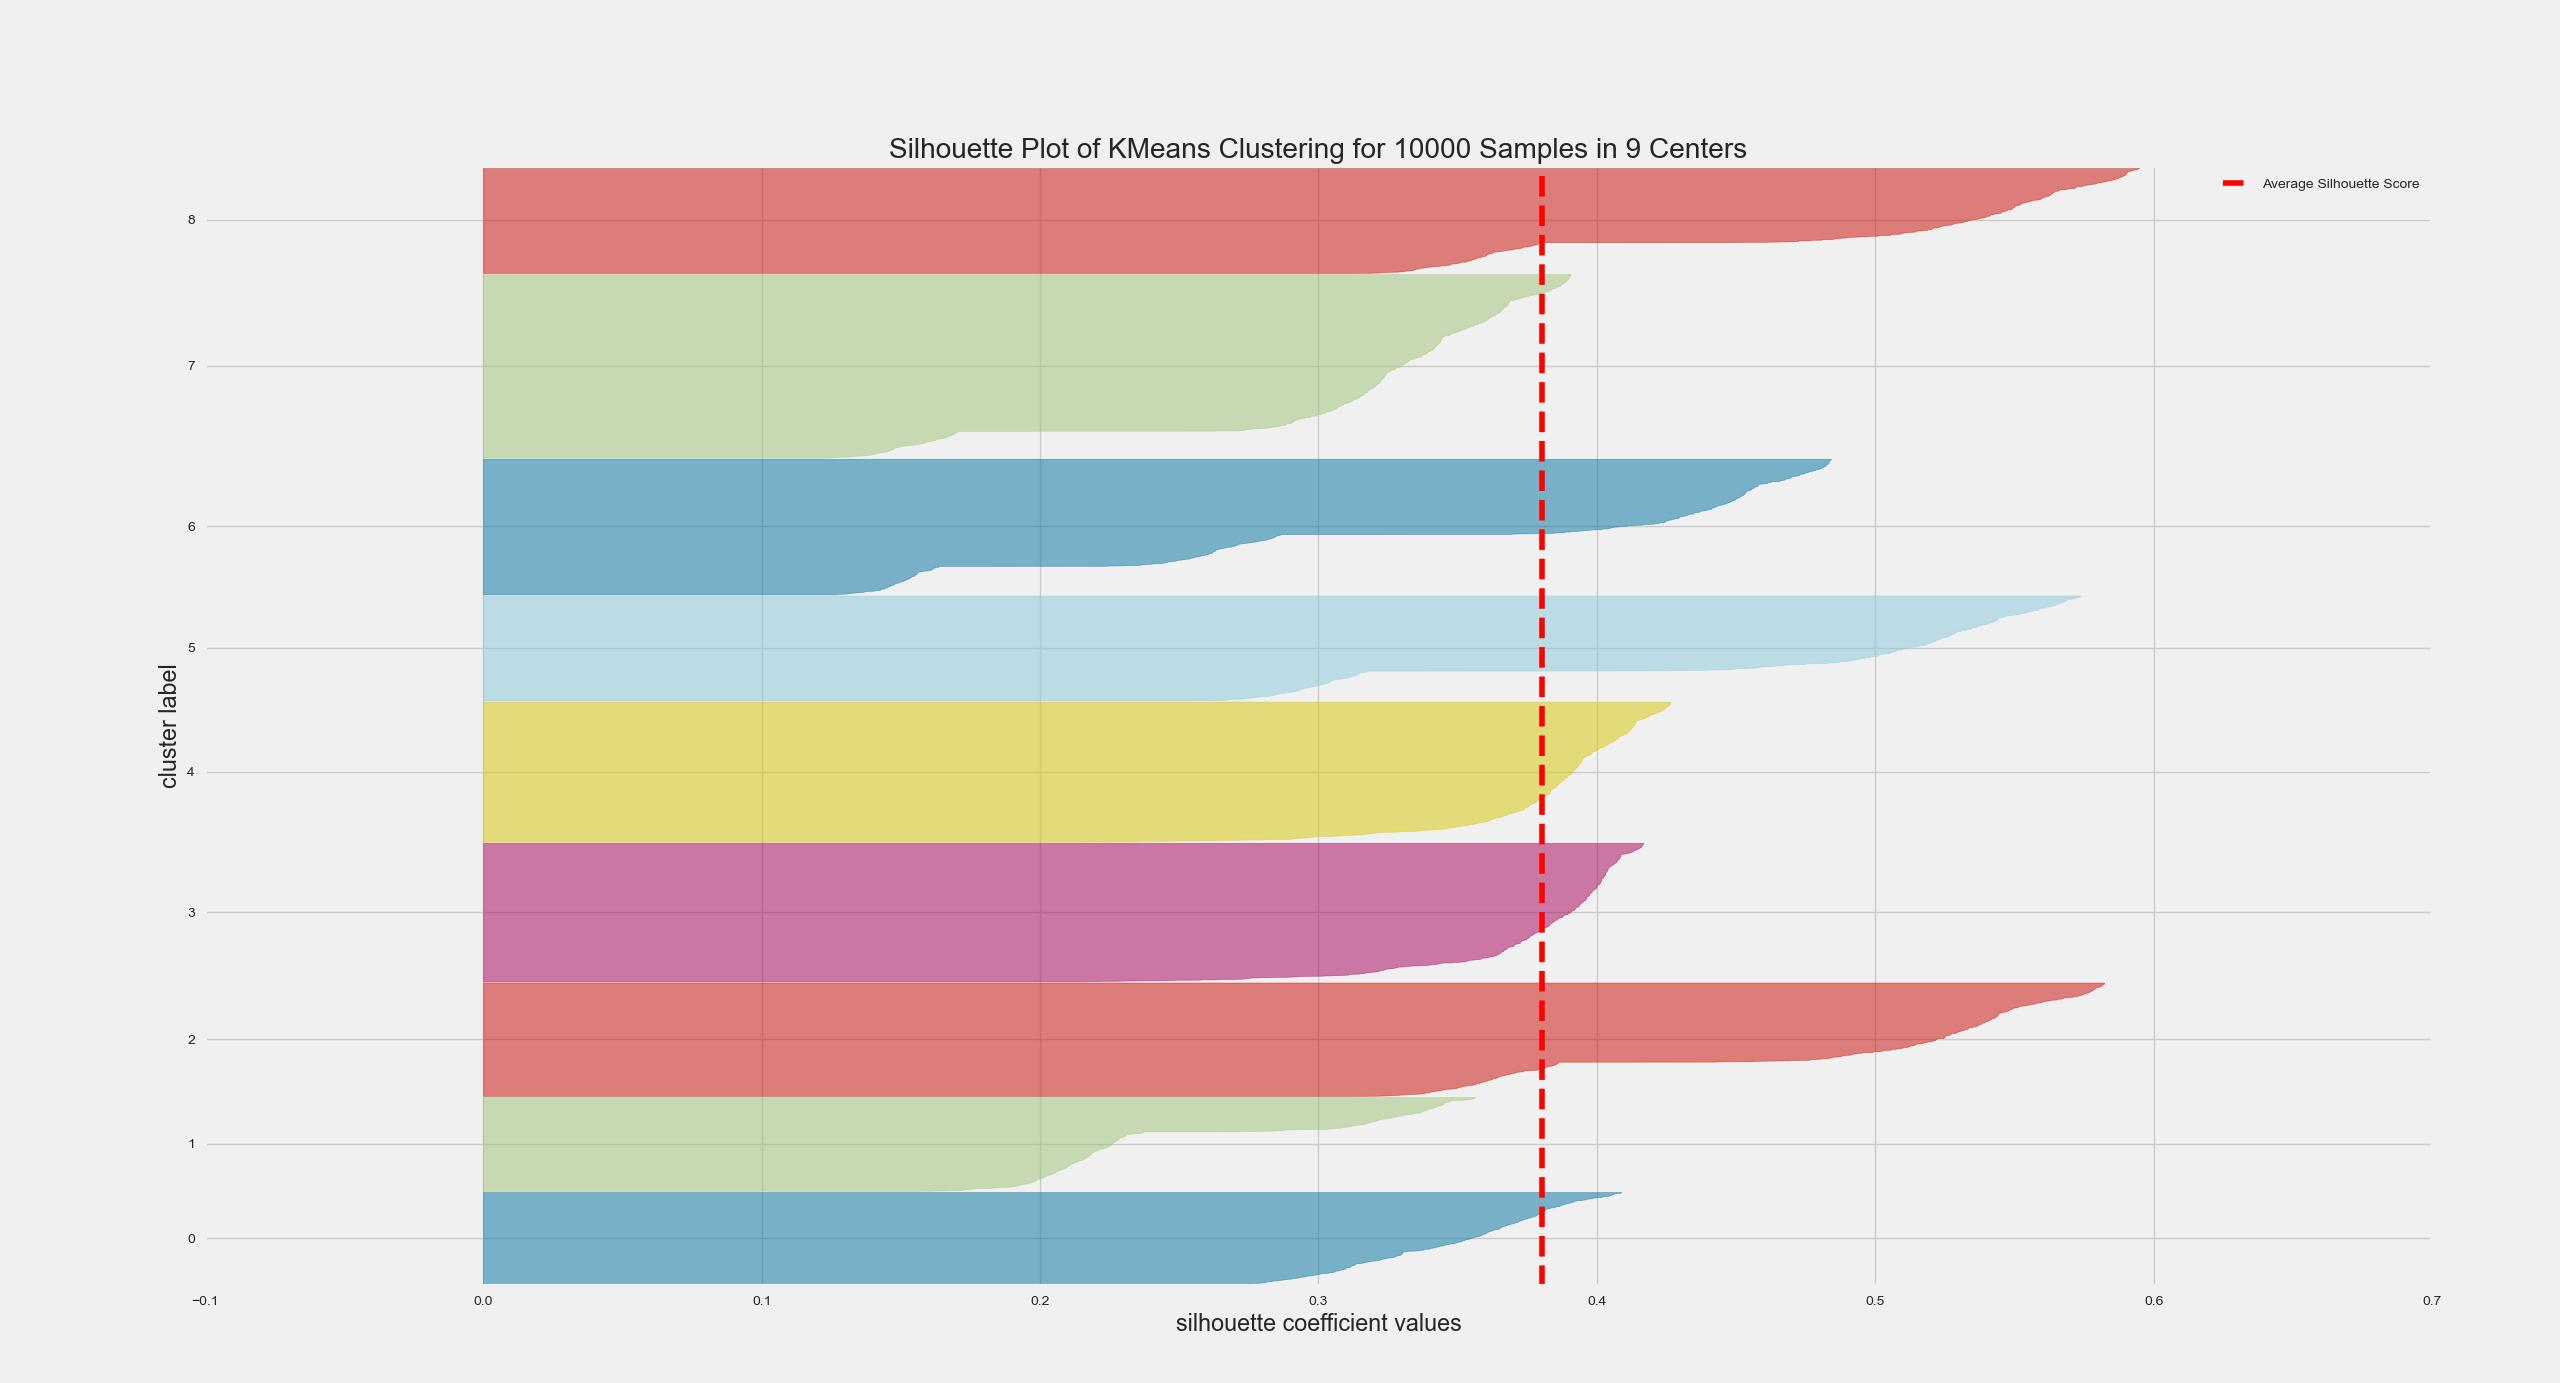 Silhouette Plot of KMeans Clustering for 10000 Samples in 9 Centers
Average Silhouette Score
8
7
6
5
4
3
2
1
0
cluster label
−0.1 0.0 0.1 0.2 0.3 0.4 0.5 0.6 0.7
silhouette coefficient values